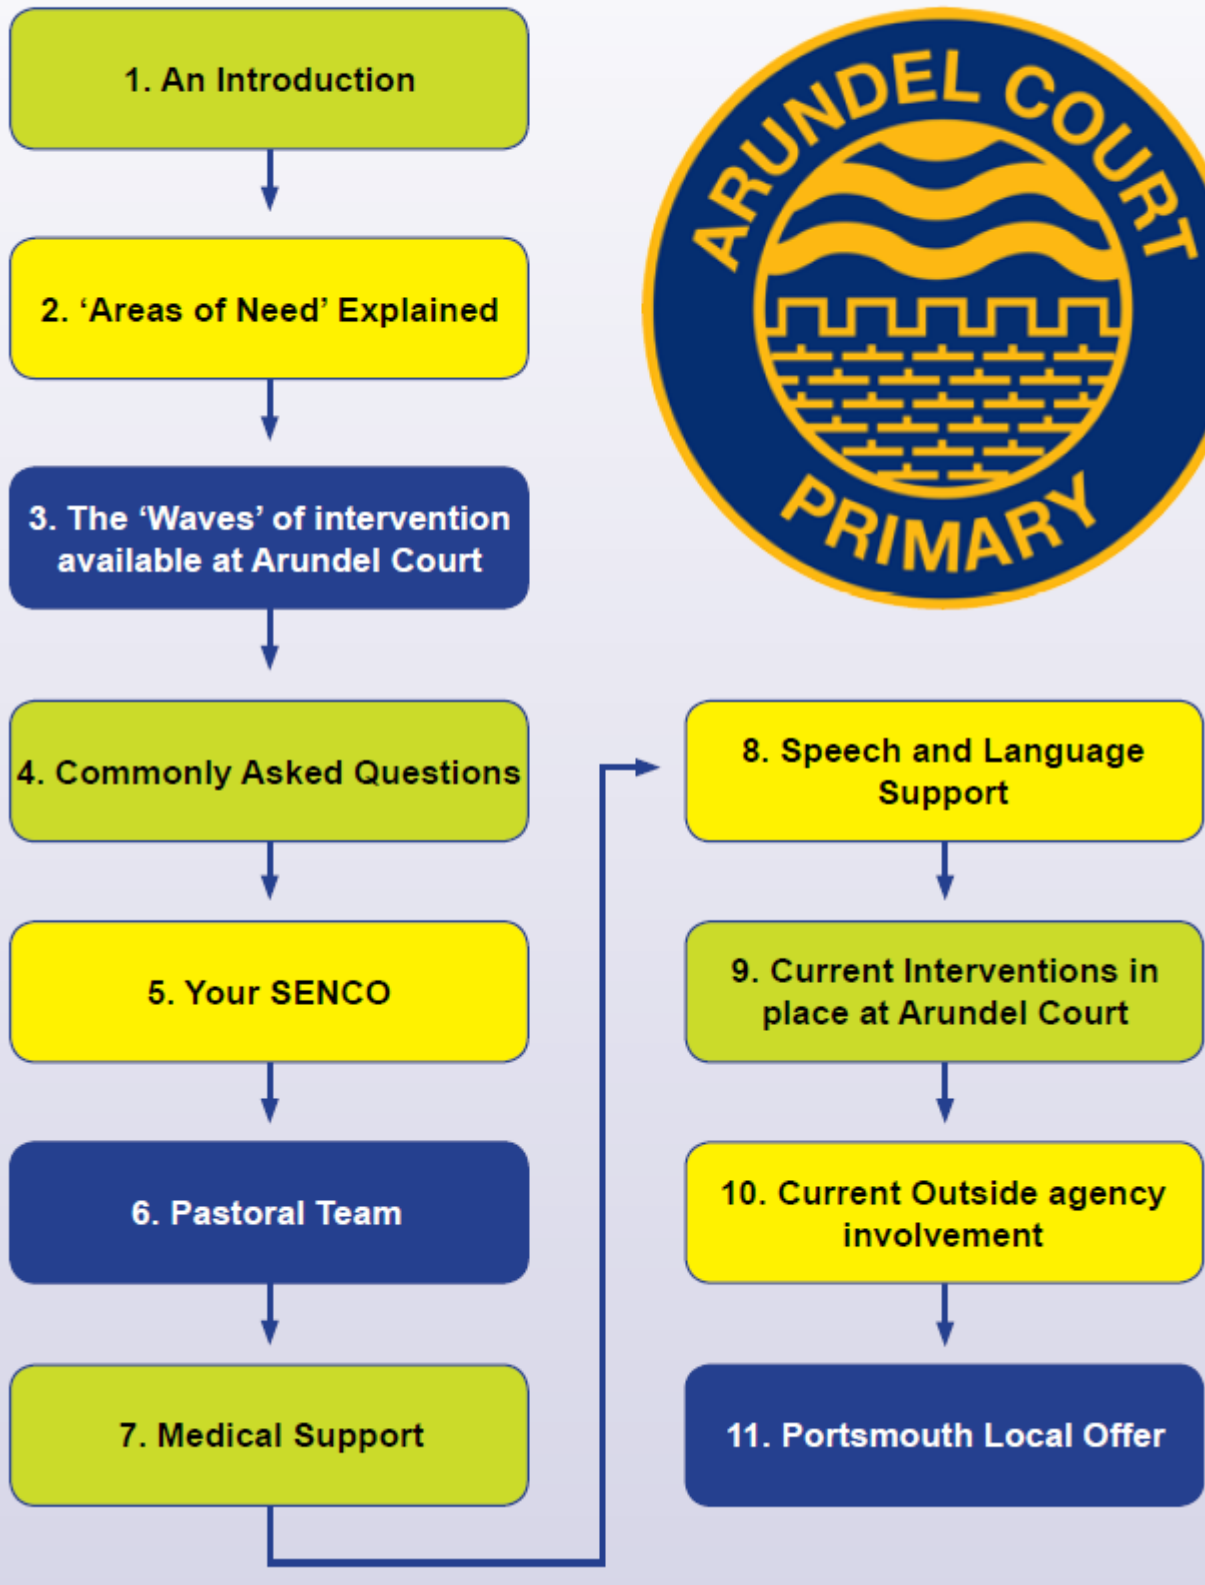 1. An Introduction
2. ‘Areas of Need’ Explained
3. The ‘Waves’ of intervention
available at Arundel Court
4. Commonly Asked Questions
5. Your SENCO
6. Pastoral Team
7. Medical Support
ARUNDEL COURT
PRIMARY
8. Speech and Language
Support
9. Current Interventions in
place at Arundel Court
10. Current Outside agency
involvement
11. Portsmouth Local Offer